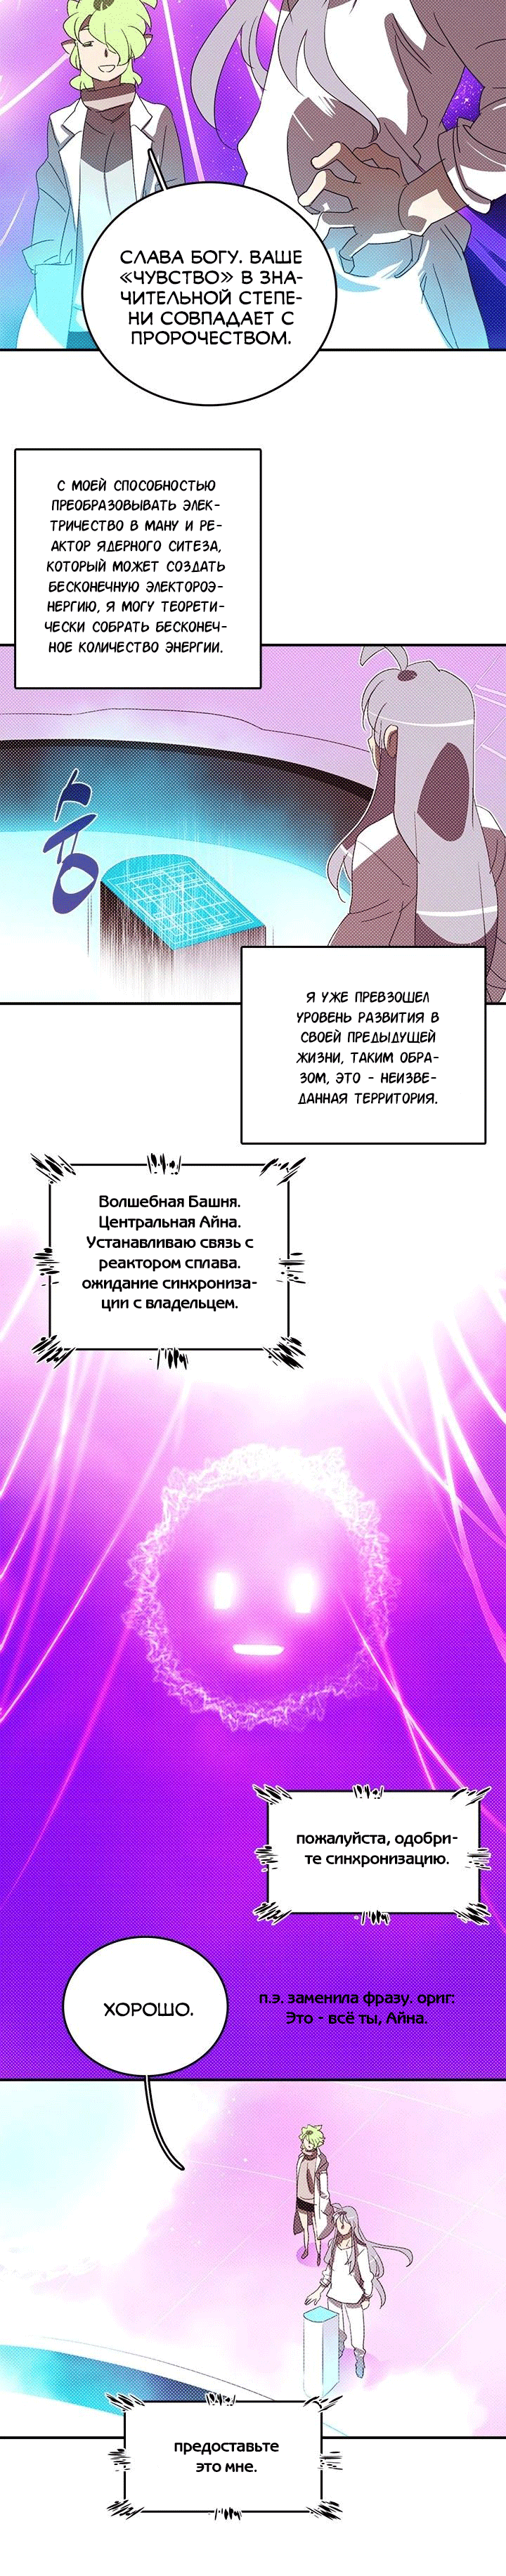 СЛАВА БОГУ. ВАШЕ
«ЧУВСТВО» В ЗНА-
ЧИТЕЛЬНОЙ СТЕПЕ-
НИ СОВПАДАЕТ С
ПРОРОЧЕСТВОМ.
С МОЕЙ СПОСОБНОСТЬЮ
ПРЕОБРАЗОВЫВАТЬ ЭЛЕК-
ТРИЧЕСТВО В МАНУ И РЕ-
АКТОР ЯДЕРНОГО СИТЕЗА,
КОТОРЫЙ МОЖЕТ СОЗДАТЬ
БЕСКОНЕЧНУЮ ЭЛЕКТОРОЭ-
НЕРГИЮ, Я МОГУ ТЕОРЕТИ-
ЧЕСКИ СОБРАТЬ БЕСКОНЕЧ-
НОЕ КОЛИЧЕСТВО ЭНЕРГИИ.
Я УЖЕ ПРЕВЗОШЕЛ
УРОВЕНЬ РАЗВИТИЯ В
СВОЕЙ ПРЕДЫДУЩЕЙ
ЖИЗНИ, ТАКИМ ОБРА-
ЗОМ, ЭТО - НЕИЗВЕ-
ДАННАЯ ТЕРРИТОРИЯ.
Волшебная Башня.
Центральная Айна.
Устанавливаю связь с
реактором сплава.
ожидание синхрониза-
ции с владельцем.
пожалуйста, одобри-
те синхронизацию.
ХОРОШО.
п.э. заменила фразу. ориг:
Это - всё ты, Айна.
предоставьте
это мне.